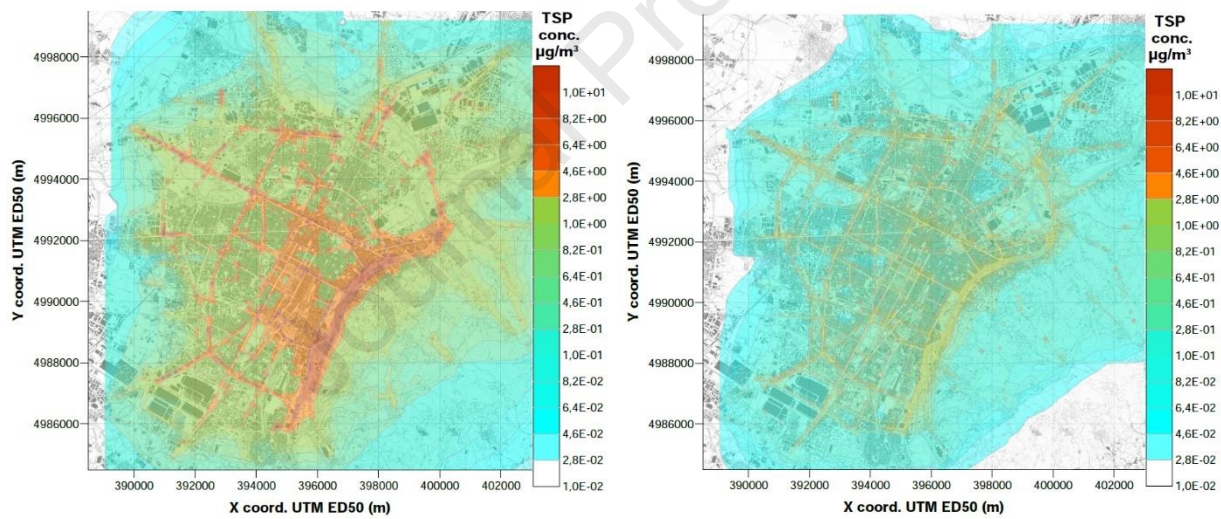 TSP
conc.
µg/m³
4998000
4996000
4994000
4992000
4990000
4988000
4986000
Y coord. UTM ED50 (m)
390000 392000 394000 396000 398000 400000 402000
X coord. UTM ED50 (m)
1,0E+01
8,2E+00
6,4E+00
4,6E+00
2,8E+00
1,0E+00
8,2E-01
6,4E-01
4,6E-01
2,8E-01
1,0E-01
8,2E-02
6,4E-02
4,6E-02
2,8E-02
1,0E-02
TSP
conc.
µg/m³
4998000
4996000
4994000
4992000
4990000
4988000
4986000
Y coord. UTM ED50 (m)
390000 392000 394000 396000 398000 400000 402000
X coord. UTM ED50 (m)
1,0E+01
8,2E+00
6,4E+00
4,6E+00
2,8E+00
1,0E+00
8,2E-01
6,4E-01
4,6E-01
2,8E-01
1,0E-01
8,2E-02
6,4E-02
4,6E-02
2,8E-02
1,0E-02